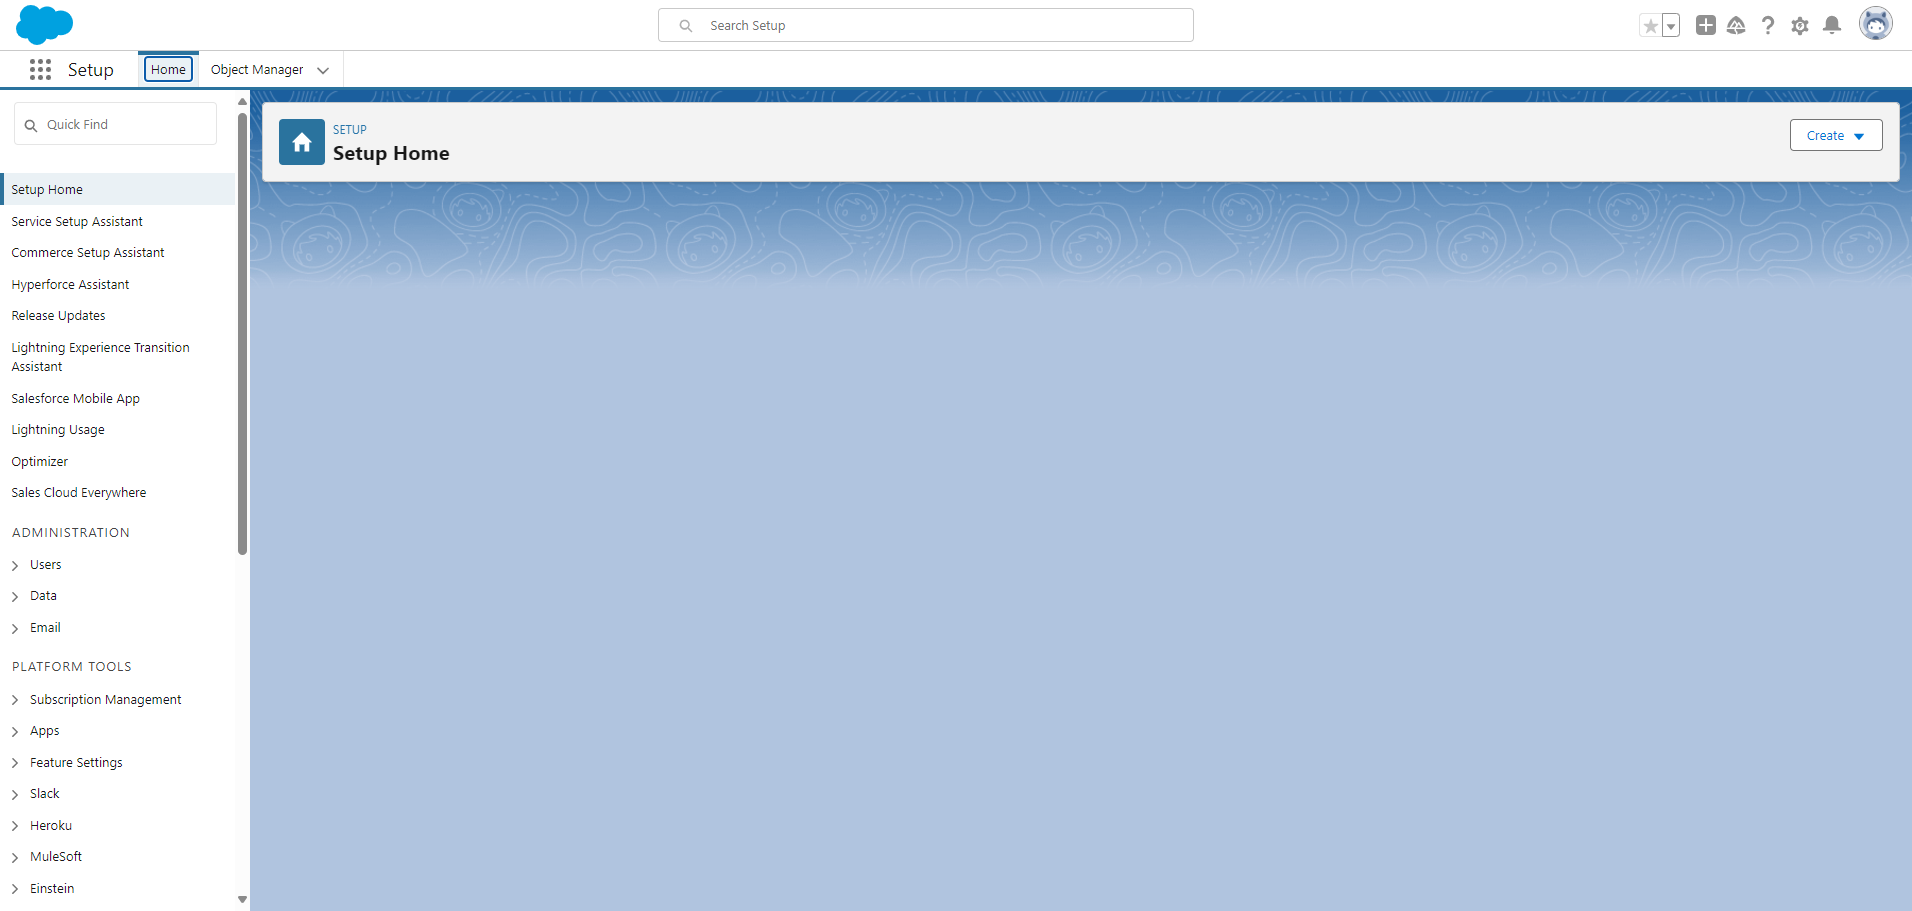 Search Setup
Setup
Home
Object Manager
Quick Find
Setup Home
Service Setup Assistant
Commerce Setup Assistant
Hyperforce Assistant
Release Updates
Lightning Experience Transition
Assistant
Salesforce Mobile App
Lightning Usage
Optimizer
Sales Cloud Everywhere
ADMINISTRATION
Users
Data
Email
PLATFORM TOOLS
Subscription Management
Apps
Feature Settings
Slack
Heroku
MuleSoft
Einstein
SETUP
Setup Home
Create